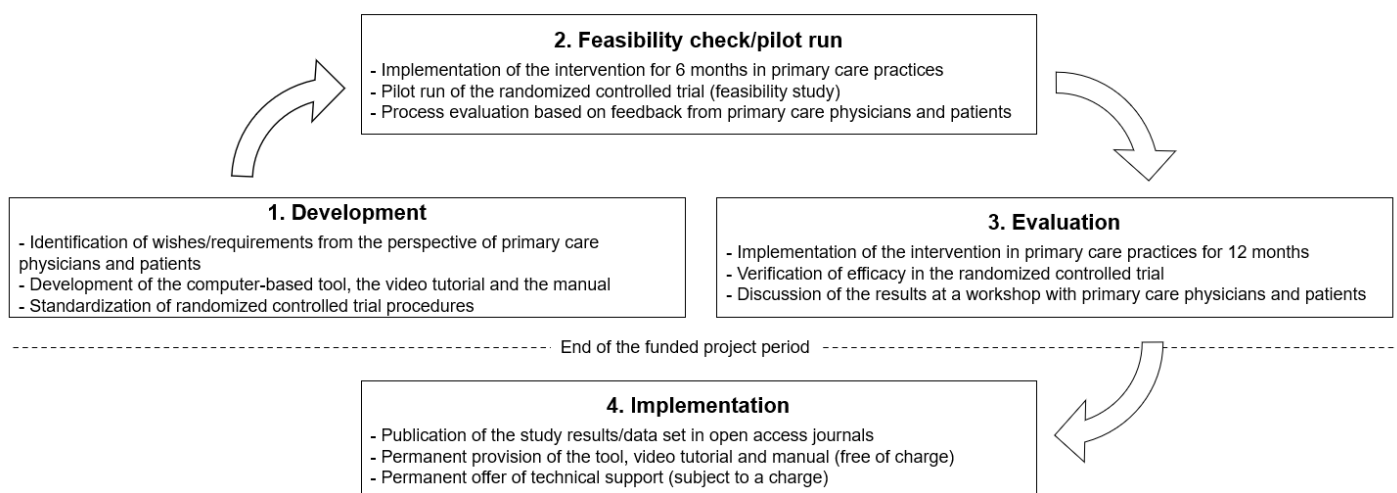 2. Feasibility check/pilot run
- Implementation of the intervention for 6 months in primary care practices
- Pilot run of the randomized controlled trial (feasibility study)
- Process evaluation based on feedback from primary care physicians and patients
1. Development
- Identification of wishes/requirements from the perspective of primary care
physicians and patients
- Development of the computer-based tool, the video tutorial and the manual
- Standardization of randomized controlled trial procedures
3. Evaluation
- Implementation of the intervention in primary care practices for 12 months
- Verification of efficacy in the randomized controlled trial
- Discussion of the results at a workshop with primary care physicians and patients
End of the funded project period
4. Implementation
- Publication of the study results/data set in open access journals
- Permanent provision of the tool, video tutorial and manual (free of charge)
- Permanent offer of technical support (subject to a charge)